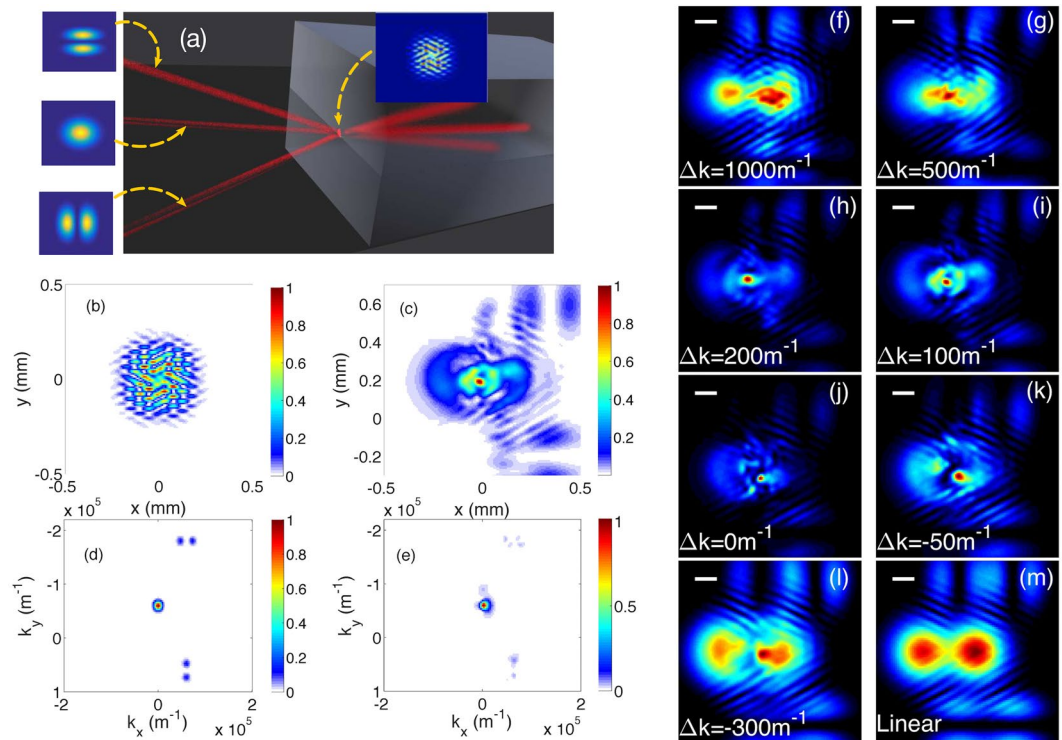 (a)
(b)
0.5
0
-0.5
y (mm)
-0.5 0 0.5
x (mm)
1
0.8
0.6
0.4
0.2
0
(c)
0.6
0.4
0.2
0
-0.2
y (mm)
-0.5 0 0.5
x (mm)
1
0.8
0.6
0.4
0.2
(d)
x 10⁵
-2
-1
0
1
k_y (m⁻¹)
-2 0 2
k_x (m⁻¹)
x 10⁵
1
0.8
0.6
0.4
0.2
0
(e)
x 10⁵
-2
-1
0
1
k_y (m⁻¹)
-2 0 2
k_x (m⁻¹)
x 10⁵
1
0.5
0
(f)
Δk=1000m⁻¹
(g)
Δk=500m⁻¹
(h)
Δk=200m⁻¹
(i)
Δk=100m⁻¹
(j)
Δk=0m⁻¹
(k)
Δk=-50m⁻¹
(l)
Δk=-300m⁻¹
(m)
Linear